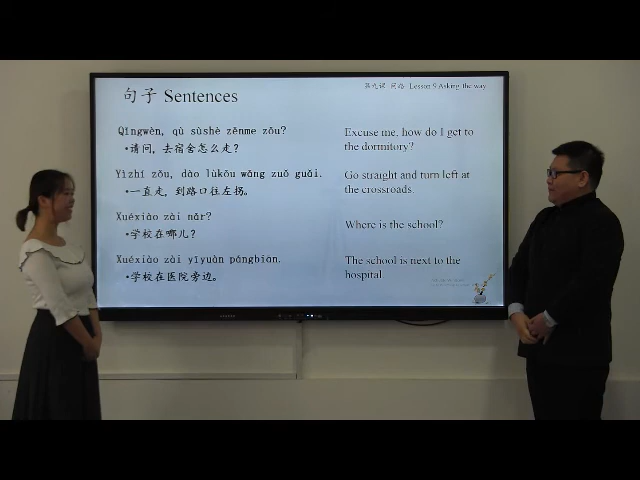 第九课 问路 Lesson 9 Asking the way
句子 Sentences
Qǐngwèn, qù sùshè zěnme zǒu?
•请问，去宿舍怎么走？
Excuse me, how do I get to
the dormitory?
Yìzhí zǒu, dào lùkǒu wǎng zuǒ guǎi.
•一直走，到路口往左拐。
Go straight and turn left at
the crossroads.
Xuéxiào zài nǎr?
•学校在哪儿？
Where is the school?
Xuéxiào zài yīyuàn pángbiān.
•学校在医院旁边。
The school is next to the
hospital.